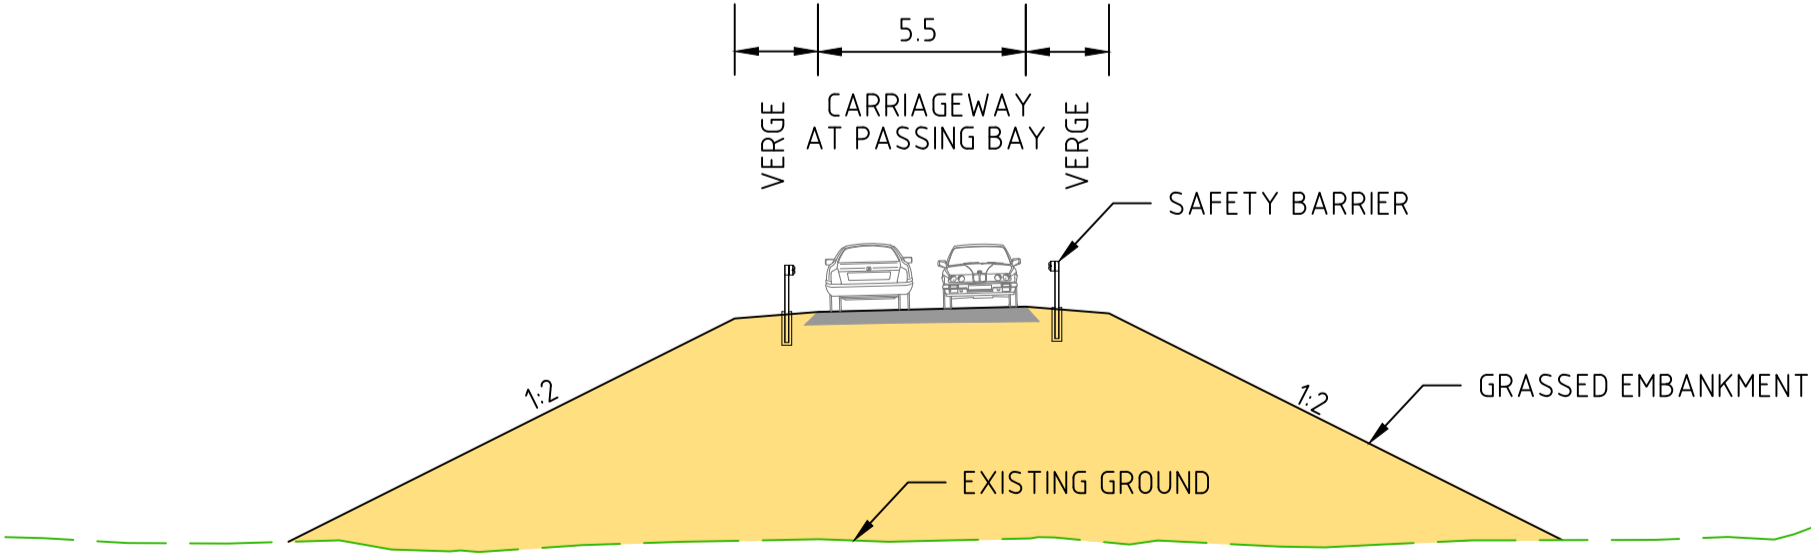 5.5
VERGE
CARRIAGEWAY
AT PASSING BAY
VERGE
SAFETY BARRIER
1:2
1:2
GRASSED EMBANKMENT
EXISTING GROUND